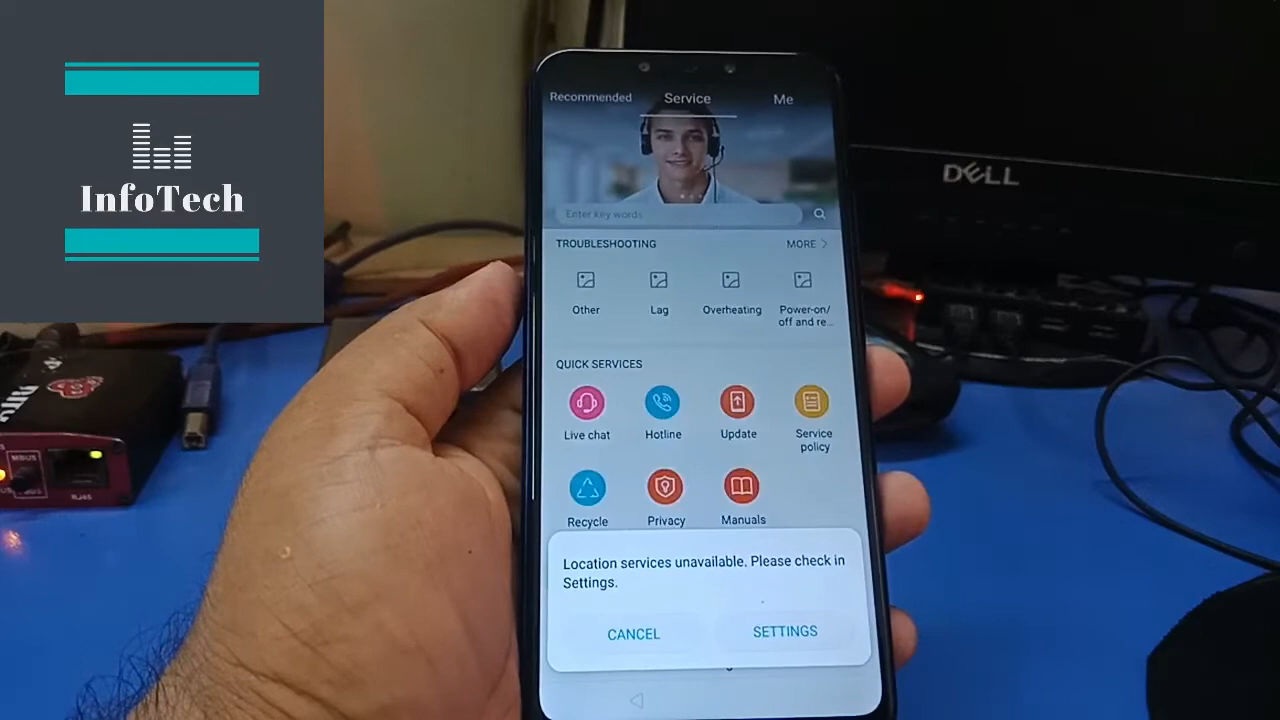 InfoTech
DELL
Recommended Service Me
Enter key words
TROUBLESHOOTING MORE
Other Lag Overheating Power-on/
off and re...
QUICK SERVICES
Live chat Hotline Update Service
policy
Recycle Privacy Manuals
Location services unavailable. Please check in
Settings.
CANCEL SETTINGS
MBUS
RJ45